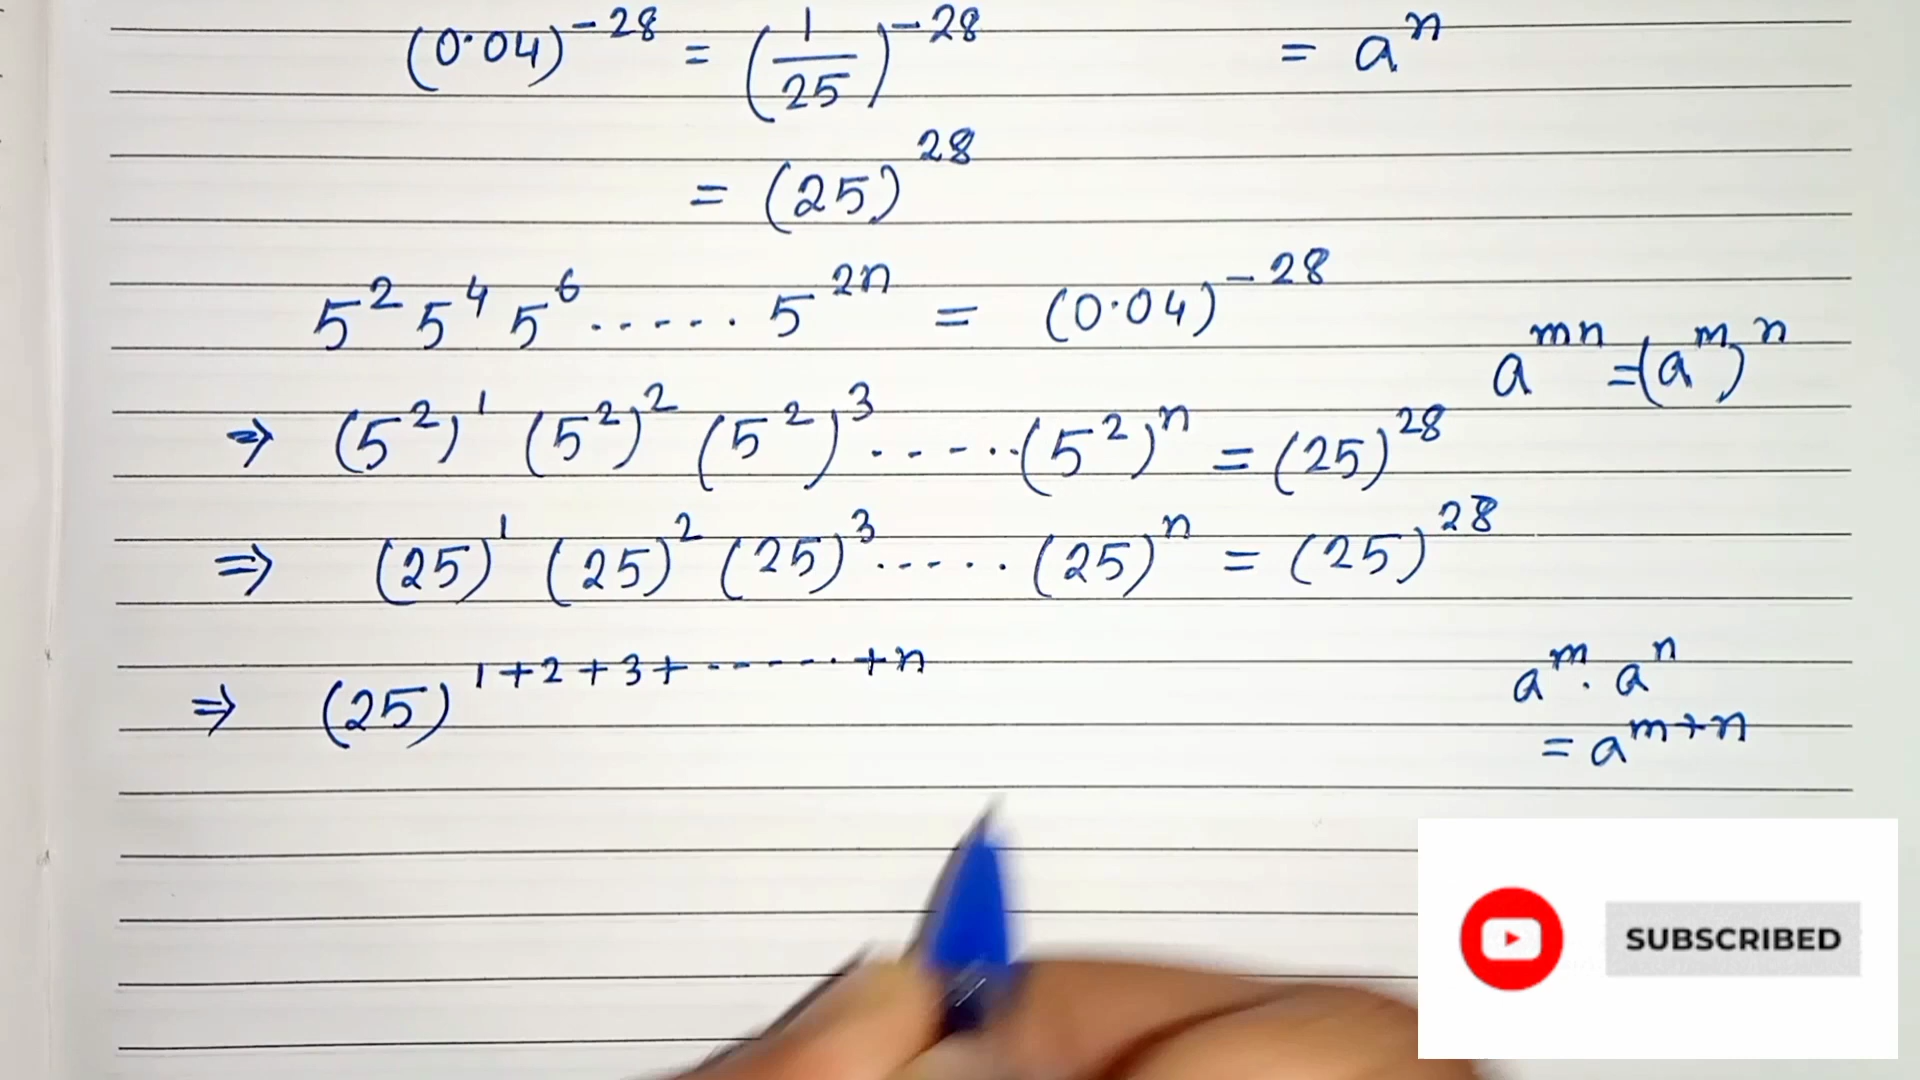 (0.04)^-28 = (1/25)^-28 = a^n
= (25)^28
5^2 5^4 5^6 ..... 5^2n = (0.04)^-28
a^mn = (a^m)^n
⇒ (5^2)^1 (5^2)^2 (5^2)^3 ..... (5^2)^n = (25)^28
⇒ (25)^1 (25)^2 (25)^3 ..... (25)^n = (25)^28
⇒ (25)^1+2+3+......+n
a^m . a^n
= a^m+n
SUBSCRIBED